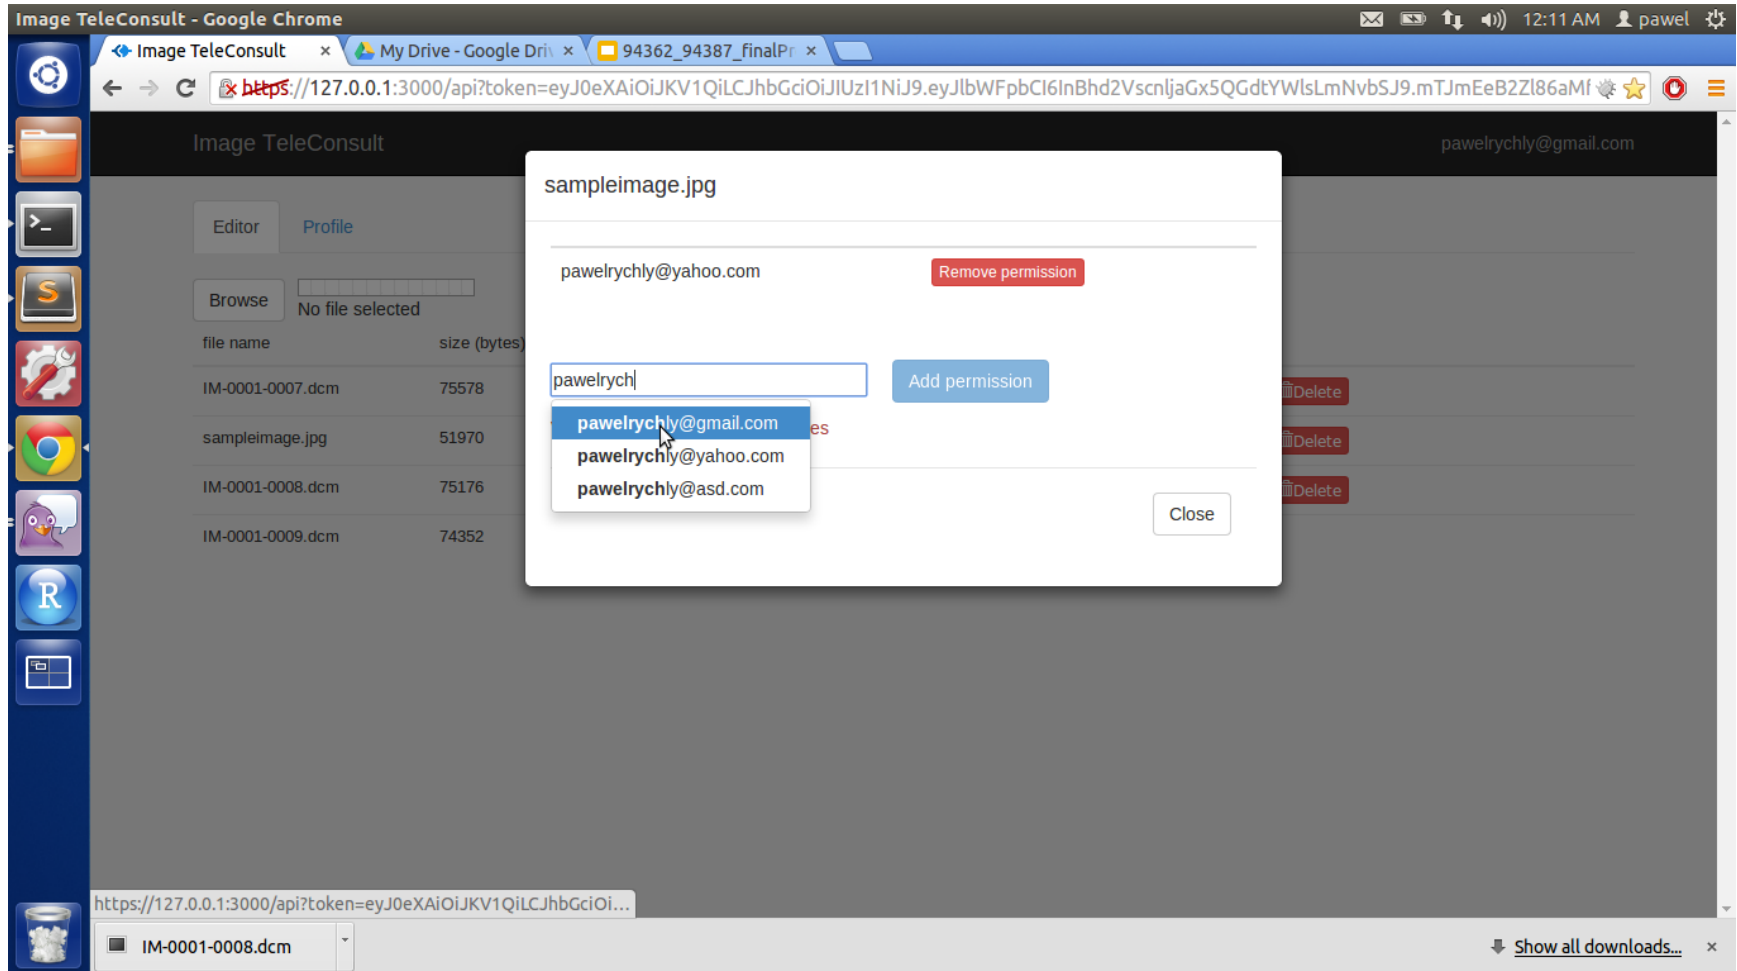 Image TeleConsult - Google Chrome
12:11 AM pawel
Image TeleConsult × My Drive - Google Driv × 94362_94387_finalPr ×
https://127.0.0.1:3000/api?token=eyJ0eXAiOiJKV1QiLCJhbGciOiJIUzI1NiJ9.eyJlbWFpbCI6InBhd2VscnljaGx5QGdtYWlsLmNvbSJ9.mTJmEeB2Zl86aMf
Image TeleConsult
pawelrychly@gmail.com
sampleimage.jpg
Editor Profile
pawelrychly@yahoo.com Remove permission
Browse No file selected
file name size (bytes)
pawelrych Add permission
IM-0001-0007.dcm 75578 Delete
pawelrychly@gmail.com es
sampleimage.jpg 51970 Delete
pawelrychly@yahoo.com
IM-0001-0008.dcm 75176 Delete
pawelrychly@asd.com
Close
IM-0001-0009.dcm 74352
https://127.0.0.1:3000/api?token=eyJ0eXAiOiJKV1QiLCJhbGciOi...
IM-0001-0008.dcm Show all downloads... ×